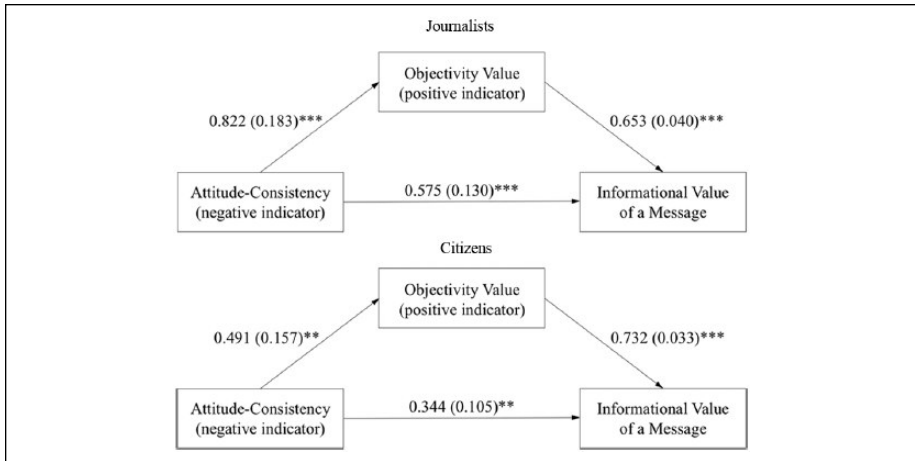 Journalists
Objectivity Value
(positive indicator)
0.822 (0.183)***
0.653 (0.040)***
Attitude-Consistency
(negative indicator)
0.575 (0.130)***
Informational Value
of a Message
Citizens
Objectivity Value
(positive indicator)
0.491 (0.157)**
0.732 (0.033)***
Attitude-Consistency
(negative indicator)
0.344 (0.105)**
Informational Value
of a Message